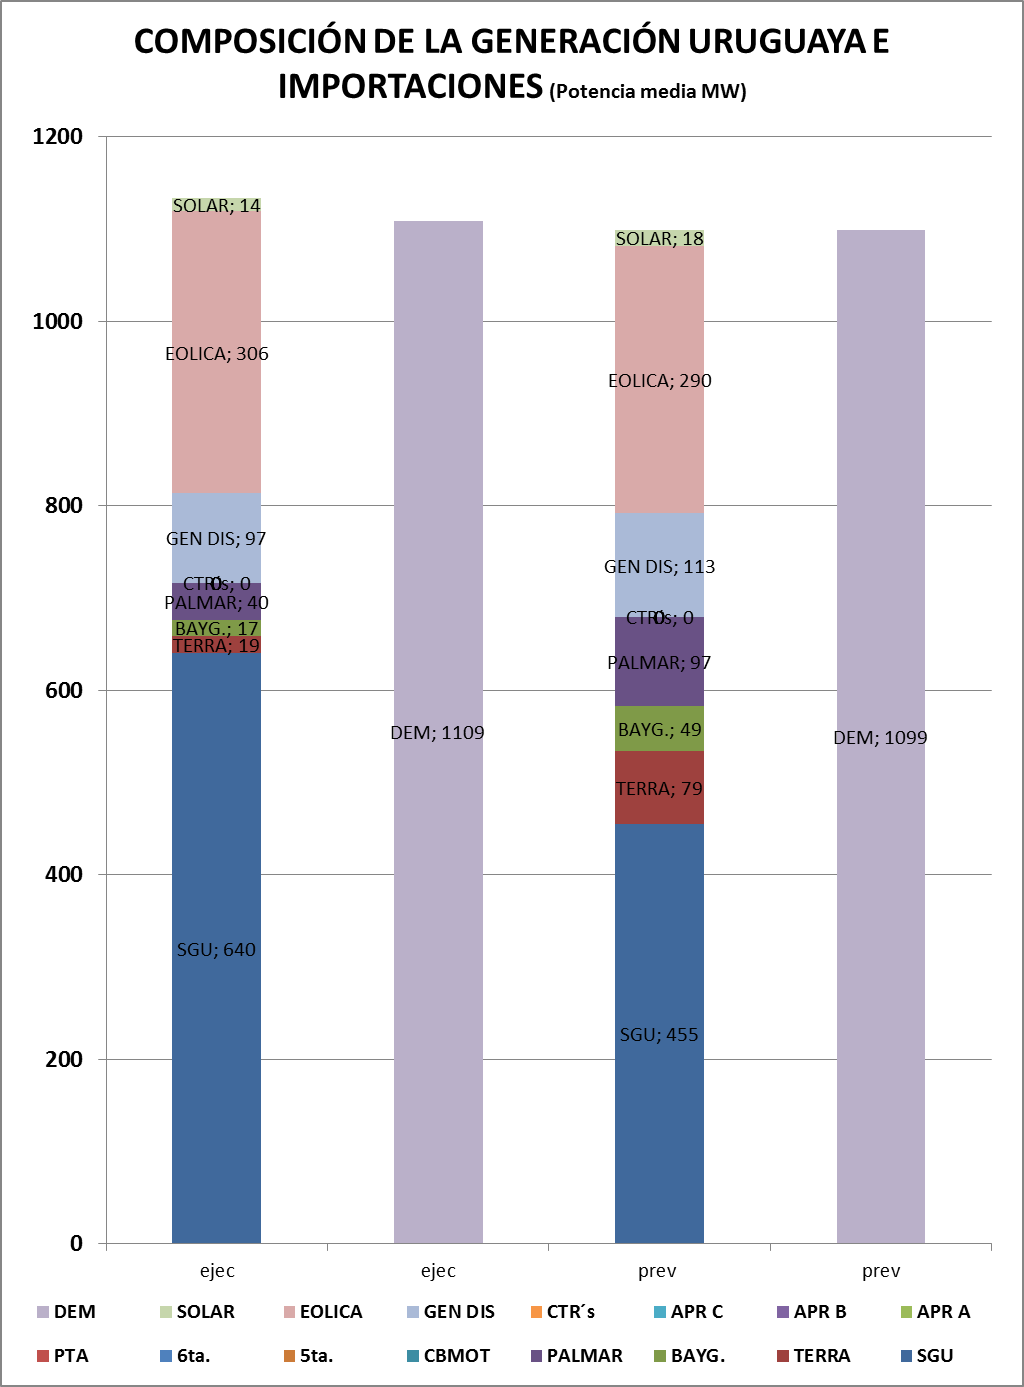 COMPOSICIÓN DE LA GENERACIÓN URUGUAYA E
IMPORTACIONES (Potencia media MW)
1200
1000
800
600
400
200
0
SOLAR; 14
EOLICA; 306
GEN DIS; 97
CTR´s; 0
0
PALMAR; 40
BAYG.; 17
TERRA; 19
SGU; 640
DEM; 1109
SOLAR; 18
EOLICA; 290
GEN DIS; 113
CTR´s; 0
0
PALMAR; 97
BAYG.; 49
TERRA; 79
SGU; 455
DEM; 1099
ejec ejec prev prev
DEM SOLAR EOLICA GEN DIS CTR´s APR C APR B APR A
PTA 6ta. 5ta. CBMOT PALMAR BAYG. TERRA SGU